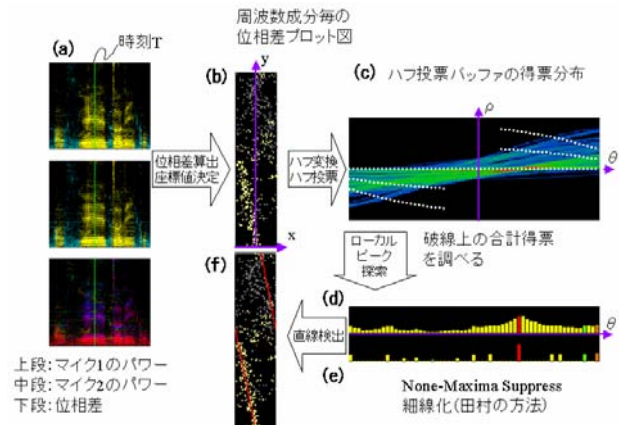 周波数成分毎の
位相差プロット図
(a)
時刻T
(b)
y
x
位相差算出
座標値決定
(c)
ハフ投票バッファの得票分布
ρ
θ
ハフ変換
ハフ投票
ローカル
ピーク
探索
破線上の合計得票
を調べる
(d)
θ
(e)
None-Maxima Suppress
細線化(田村の方法)
直線検出
(f)
上段:マイク1のパワー
中段:マイク2のパワー
下段:位相差